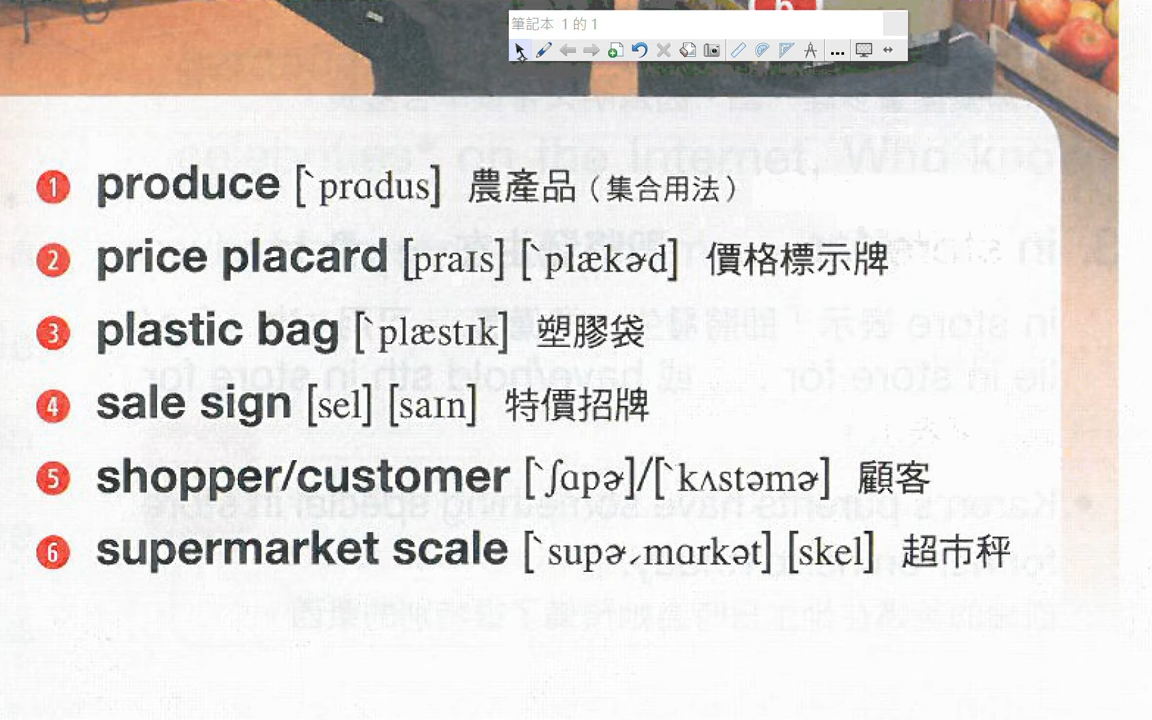 筆記本 1 的 1
5
1 produce [ˋprɑdus] 農產品（集合用法）
2 price placard [praɪs] [ˋplækɚd] 價格標示牌
3 plastic bag [ˋplæstɪk] 塑膠袋
4 sale sign [sel] [saɪn] 特價招牌
5 shopper/customer [ˋʃɑpɚ]/[ˋkʌstəmɚ] 顧客
6 supermarket scale [ˋsupɚˏmɑrkət] [skel] 超市秤